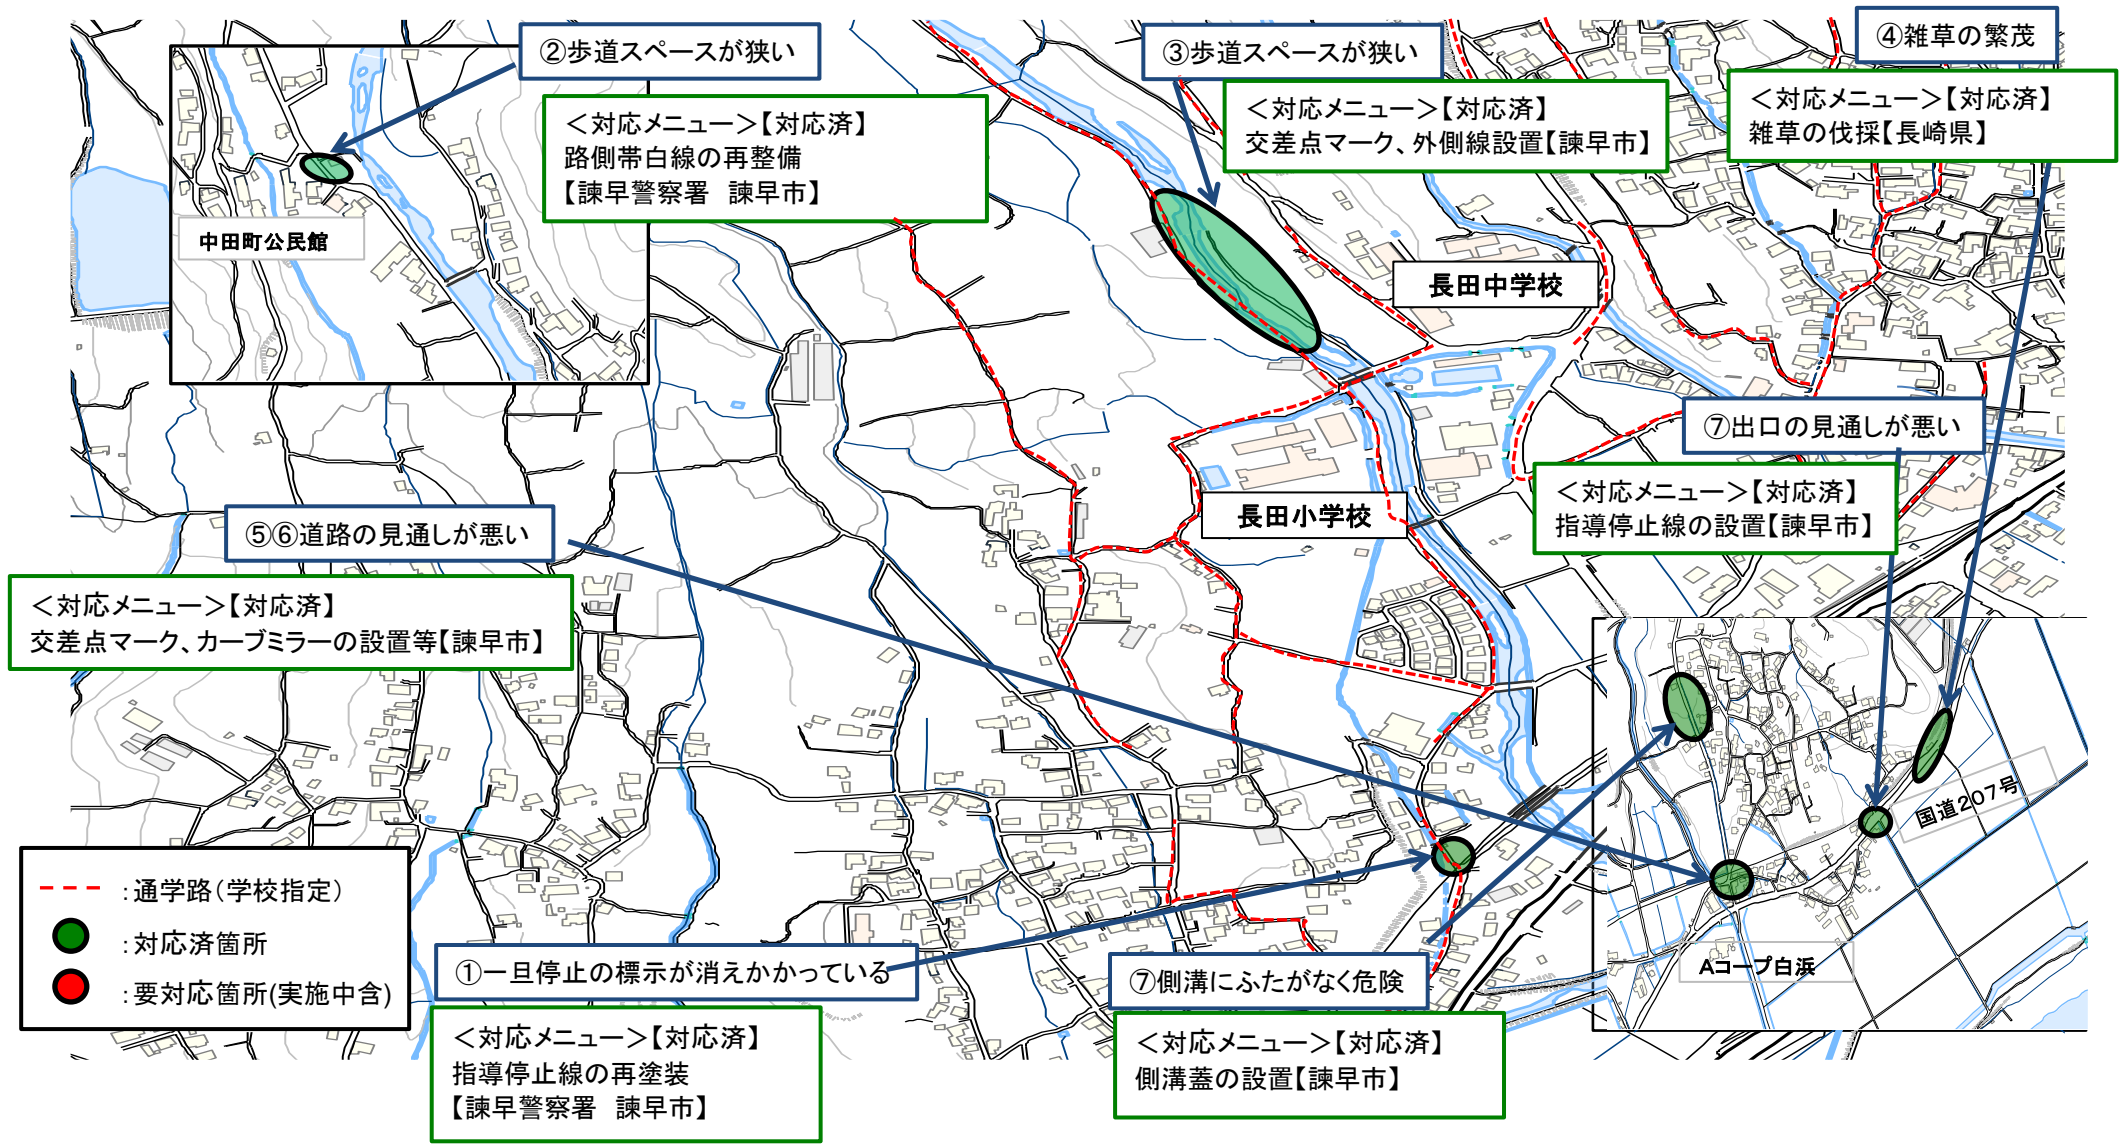 ②歩道スペースが狭い
＜対応メニュー＞【対応済】
路側帯白線の再整備
【諫早警察署　諫早市】
中田町公民館
③歩道スペースが狭い
＜対応メニュー＞【対応済】
交差点マーク、外側線設置【諫早市】
④雑草の繁茂
＜対応メニュー＞【対応済】
雑草の伐採【長崎県】
長田中学校
⑦出口の見通しが悪い
＜対応メニュー＞【対応済】
指導停止線の設置【諫早市】
長田小学校
⑤⑥道路の見通しが悪い
＜対応メニュー＞【対応済】
交差点マーク、カーブミラーの設置等【諫早市】
国道207号
Aコープ白浜
：通学路（学校指定）
：対応済箇所
：要対応箇所(実施中含)
①一旦停止の標示が消えかかっている
＜対応メニュー＞【対応済】
指導停止線の再塗装
【諫早警察署　諫早市】
⑦側溝にふたがなく危険
＜対応メニュー＞【対応済】
側溝蓋の設置【諫早市】